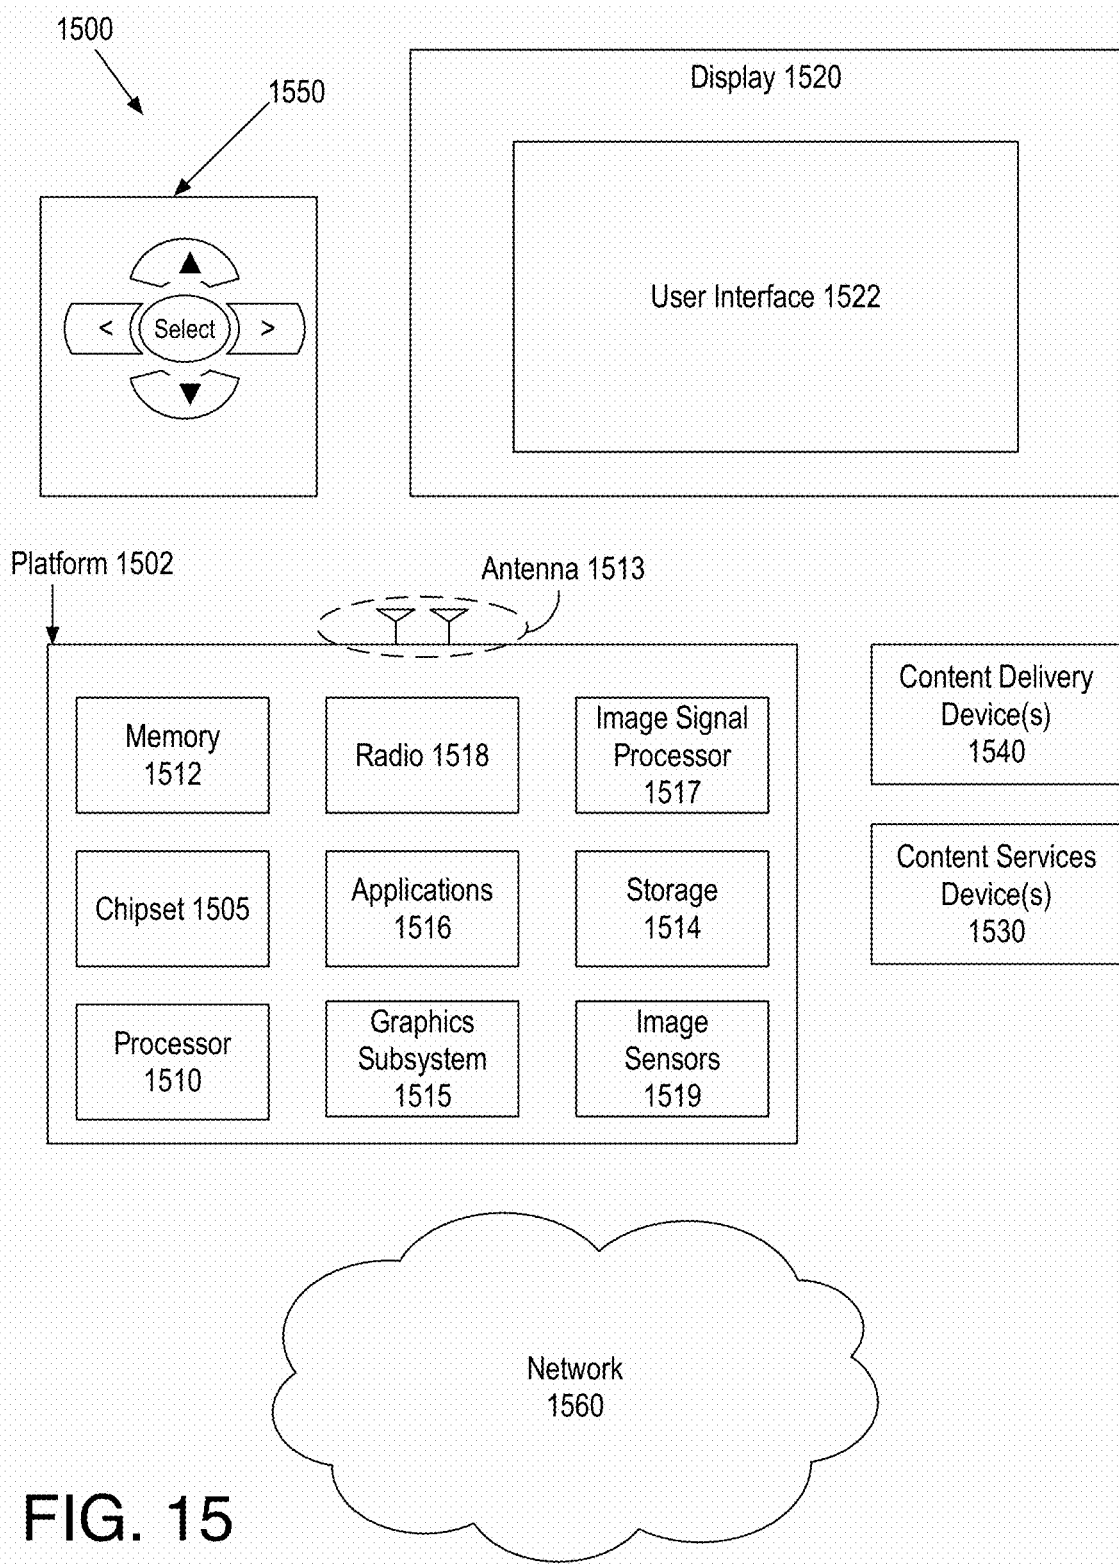 1500
1550
Display 1520
User Interface 1522
<
Select
>
Platform 1502
Antenna 1513
Memory
1512
Radio 1518
Image Signal
Processor
1517
Chipset 1505
Applications
1516
Storage
1514
Processor
1510
Graphics
Subsystem
1515
Image
Sensors
1519
Content Delivery
Device(s)
1540
Content Services
Device(s)
1530
Network
1560
FIG. 15